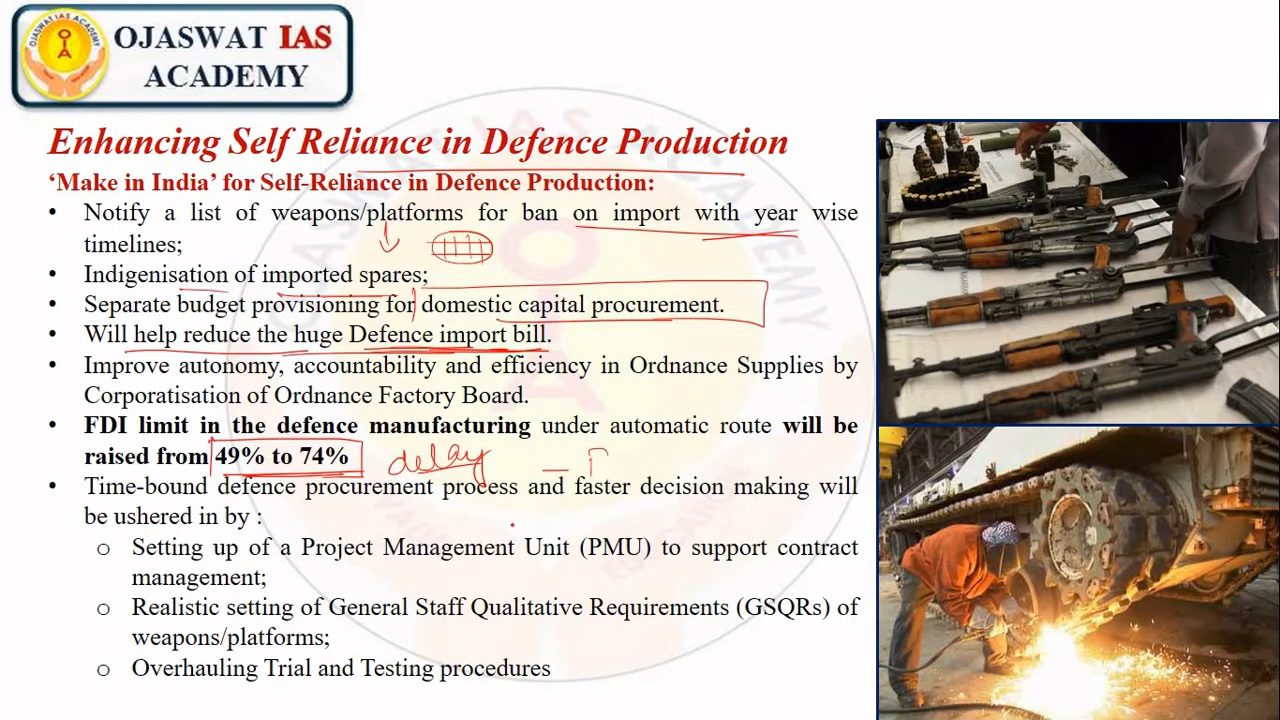 OJASWAT IAS
ACADEMY
Enhancing Self Reliance in Defence Production
‘Make in India’ for Self-Reliance in Defence Production:
• Notify a list of weapons/platforms for ban on import with year wise
timelines;
• Indigenisation of imported spares;
• Separate budget provisioning for domestic capital procurement.
• Will help reduce the huge Defence import bill.
• Improve autonomy, accountability and efficiency in Ordnance Supplies by
Corporatisation of Ordnance Factory Board.
• FDI limit in the defence manufacturing under automatic route will be
raised from 49% to 74%
delay
• Time-bound defence procurement process and faster decision making will
be ushered in by :
o Setting up of a Project Management Unit (PMU) to support contract
management;
o Realistic setting of General Staff Qualitative Requirements (GSQRs) of
weapons/platforms;
o Overhauling Trial and Testing procedures